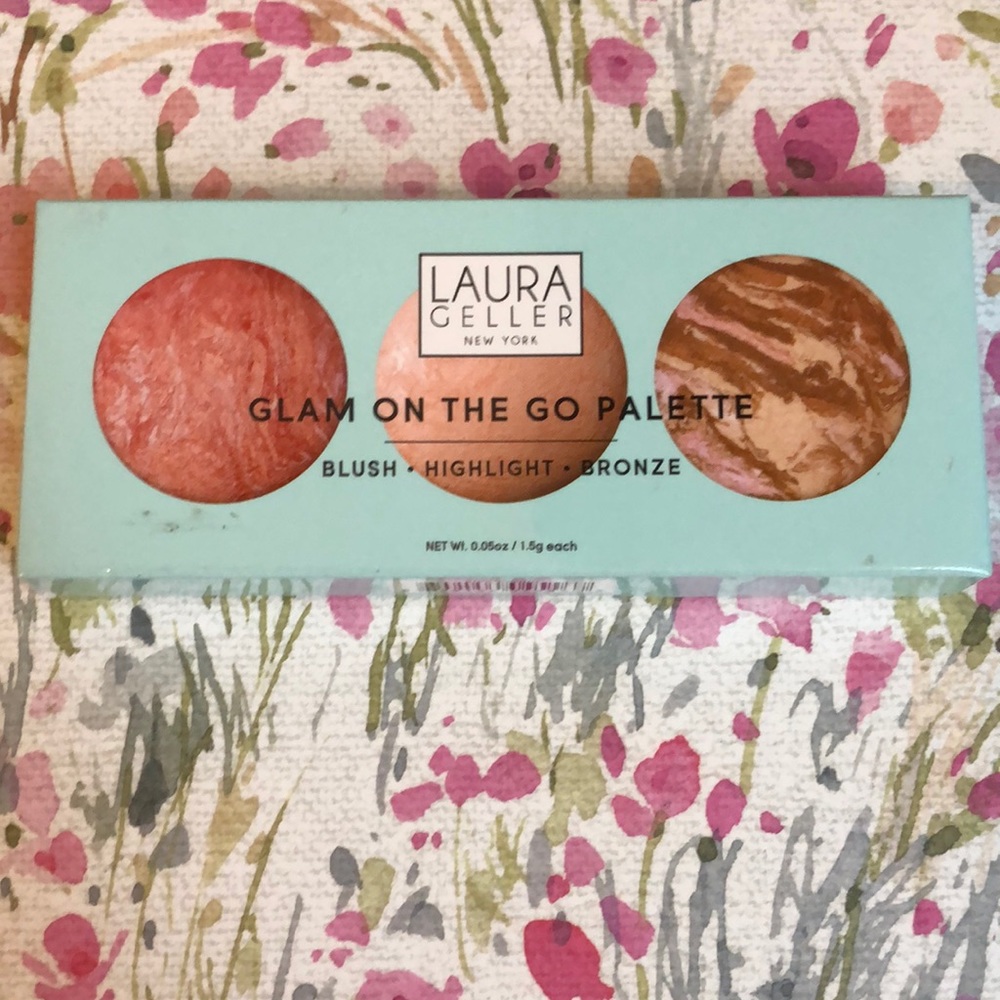 LAURA
GELLER
NEW YORK
GLAM ON THE GO PALETTE
BLUSH • HIGHLIGHT • BRONZE
NET WT. 0.05oz / 1.5g each